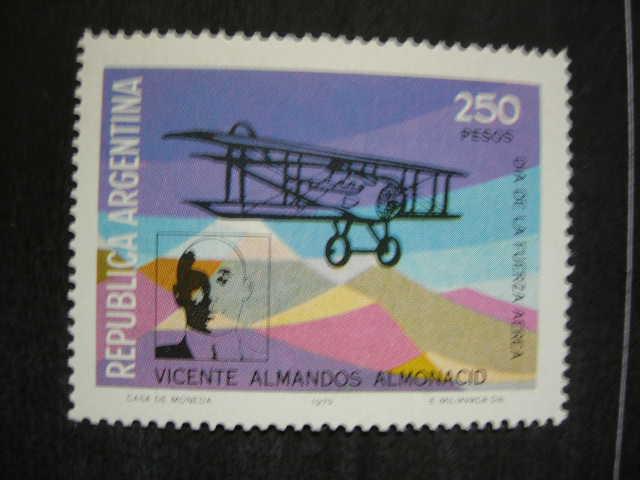 REPUBLICA ARGENTINA
250
PESOS
DIA DE LA FUERZA AEREA
VICENTE ALMANDOS ALMONACID
CASA DE MONEDA
1979